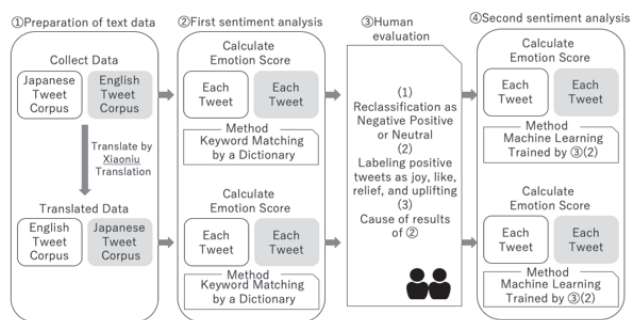 ①Preparation of text data
Collect Data
Japanese
Tweet
Corpus
English
Tweet
Corpus
Translate by
Xiaoniu
Translation
Translated Data
English
Tweet
Corpus
Japanese
Tweet
Corpus
②First sentiment analysis
Calculate
Emotion Score
Each
Tweet
Each
Tweet
Method
Keyword Matching
by a Dictionary
Calculate
Emotion Score
Each
Tweet
Each
Tweet
Method
Keyword Matching
by a Dictionary
③Human
evaluation
(1)
Reclassification as
Negative Positive
or Neutral
(2)
Labeling positive
tweets as joy, like,
relief, and uplifting
(3)
Cause of results
of ②
④Second sentiment analysis
Calculate
Emotion Score
Each
Tweet
Each
Tweet
Method
Machine Learning
Trained by ③(2)
Calculate
Emotion Score
Each
Tweet
Each
Tweet
Method
Machine Learning
Trained by ③(2)